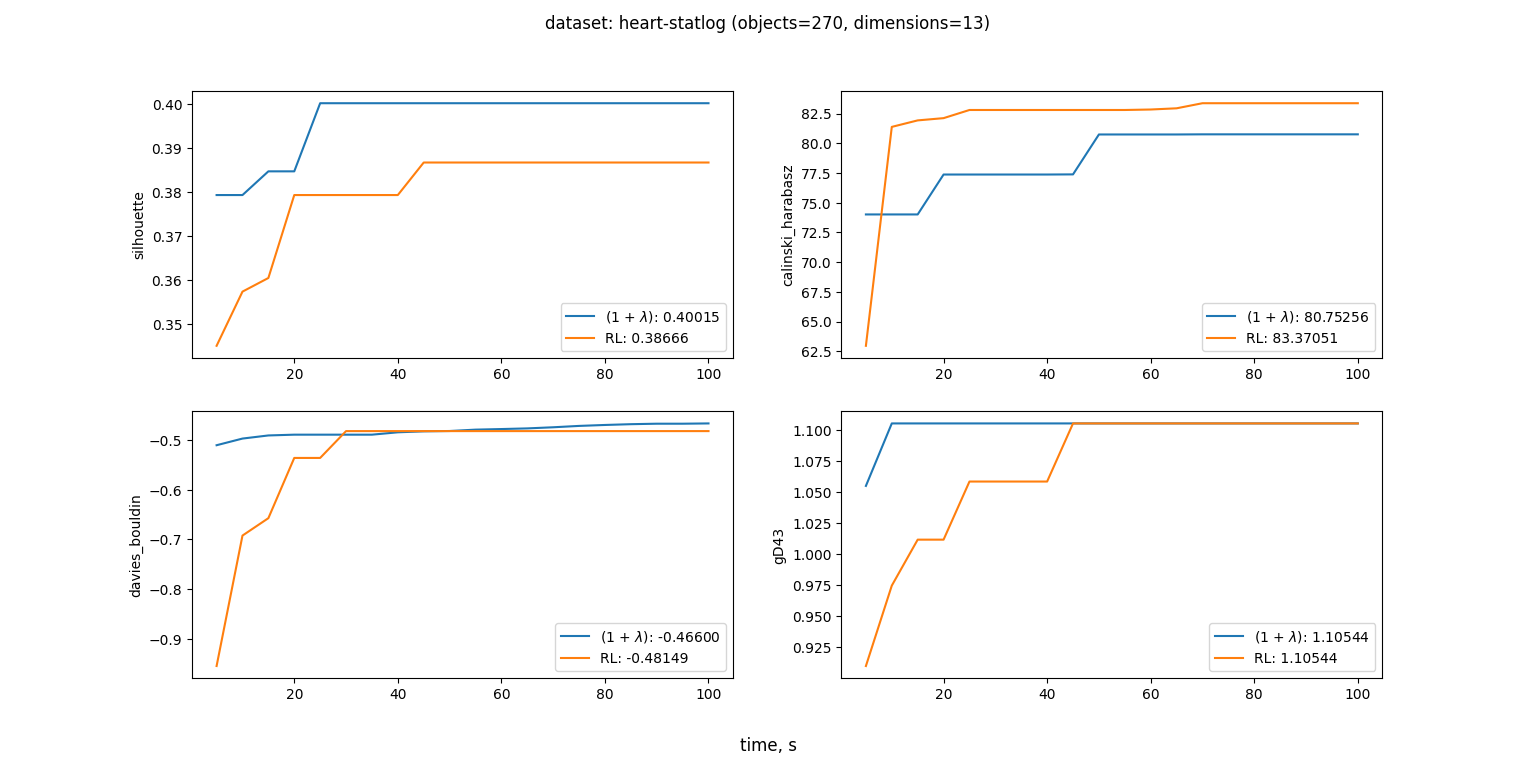 dataset: heart-statlog (objects=270, dimensions=13)
silhouette
0.40
0.39
0.38
0.37
0.36
0.35
20 40 60 80 100
(1 + λ): 0.40015
RL: 0.38666
calinski_harabasz
82.5
80.0
77.5
75.0
72.5
70.0
67.5
65.0
62.5
20 40 60 80 100
(1 + λ): 80.75256
RL: 83.37051
davies_bouldin
−0.5
−0.6
−0.7
−0.8
−0.9
20 40 60 80 100
(1 + λ): -0.46600
RL: -0.48149
gD43
1.100
1.075
1.050
1.025
1.000
0.975
0.950
0.925
20 40 60 80 100
(1 + λ): 1.10544
RL: 1.10544
time, s